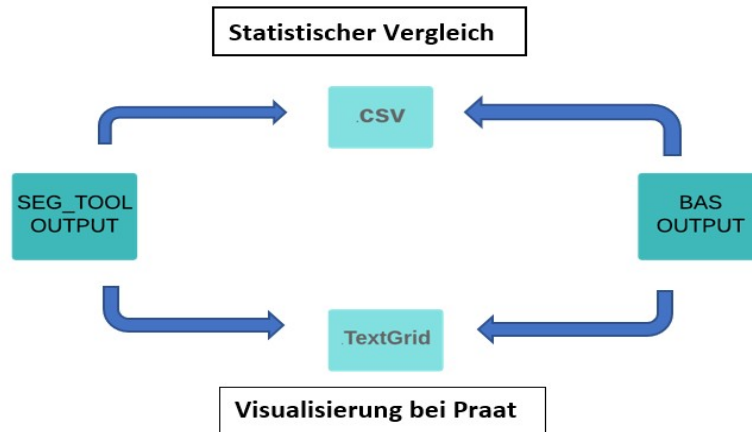 Statistischer Vergleich
.csv
SEG_TOOL
OUTPUT
BAS
OUTPUT
.TextGrid
Visualisierung bei Praat